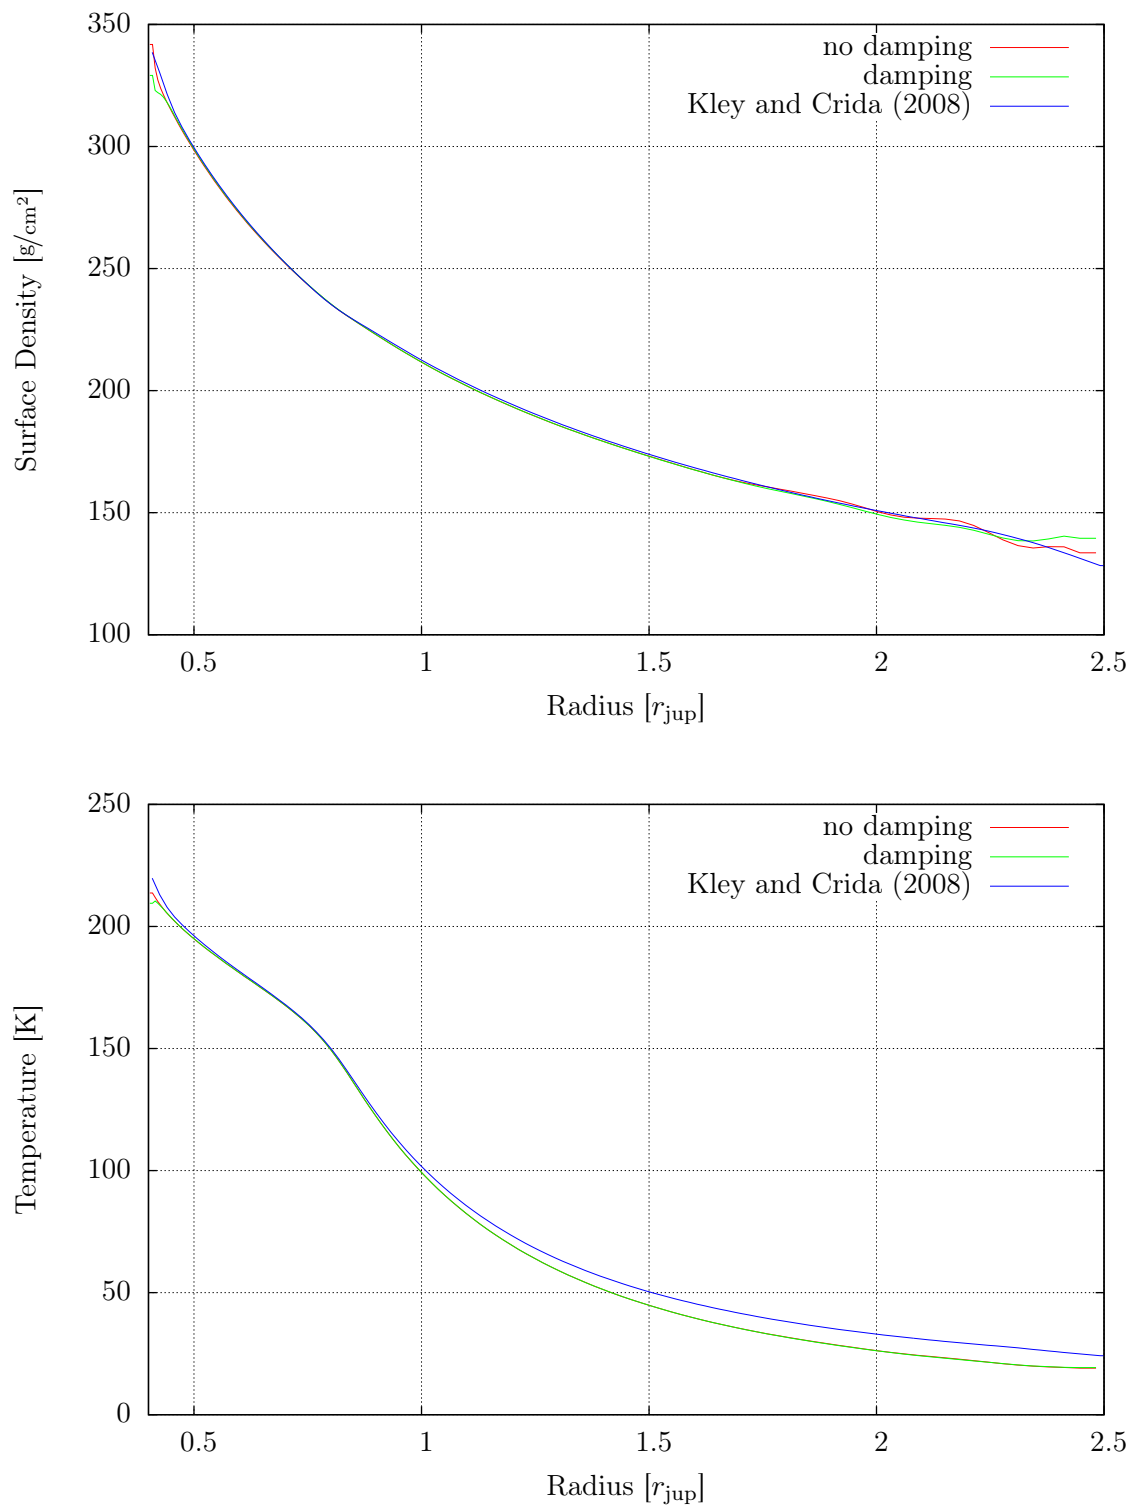 350
300
250
200
150
100
Surface Density [g/cm²]
no damping
damping
Kley and Crida (2008)
0.5 1 1.5 2 2.5
Radius [r_jup]
250
200
150
100
50
0
Temperature [K]
no damping
damping
Kley and Crida (2008)
0.5 1 1.5 2 2.5
Radius [r_jup]